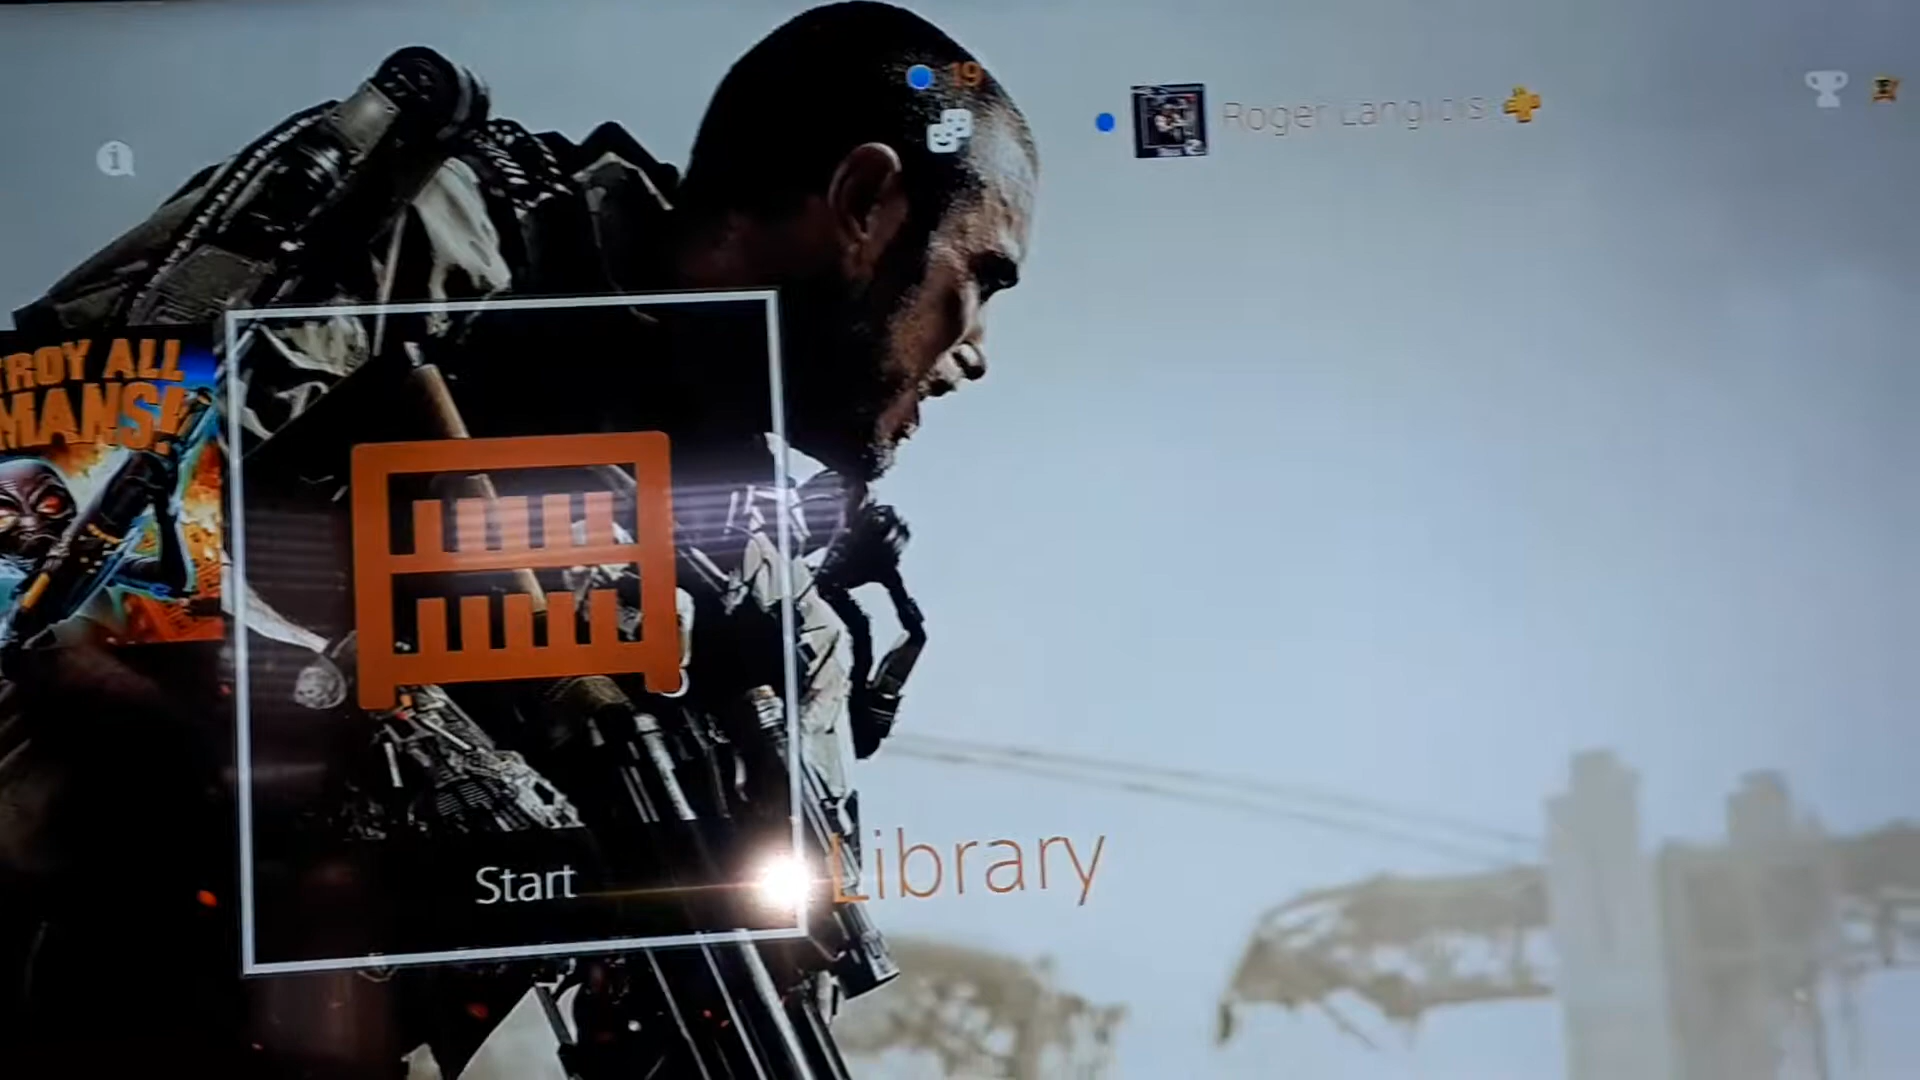 19
Roger Langlois
TROY ALL
MANS!
Start
Library